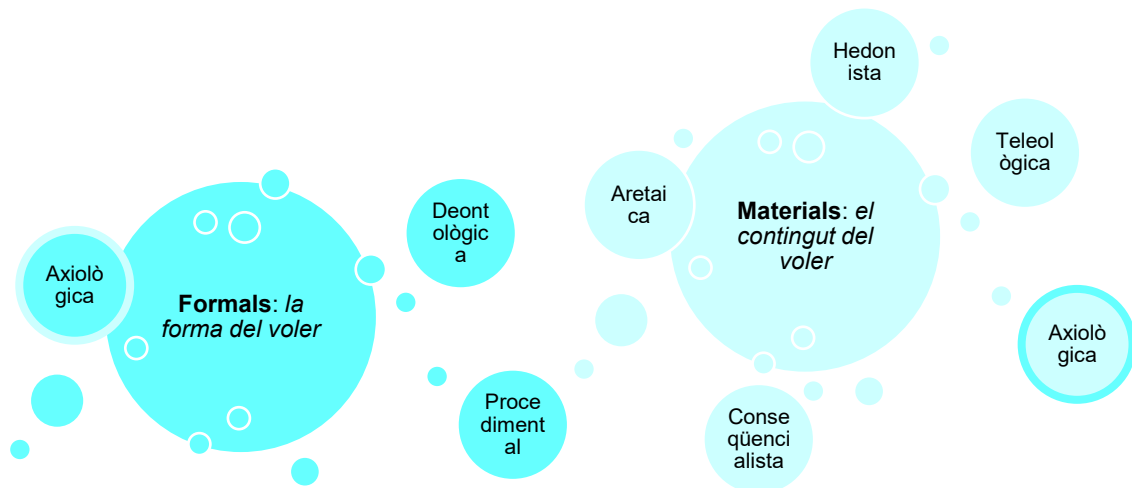 Axiolò
gica
Formals: la
forma del voler
Deont
ològic
a
Proce
diment
al
Hedon
ista
Aretai
ca
Materials: el
contingut del
voler
Teleol
ògica
Axiolò
gica
Conse
qüenci
alista